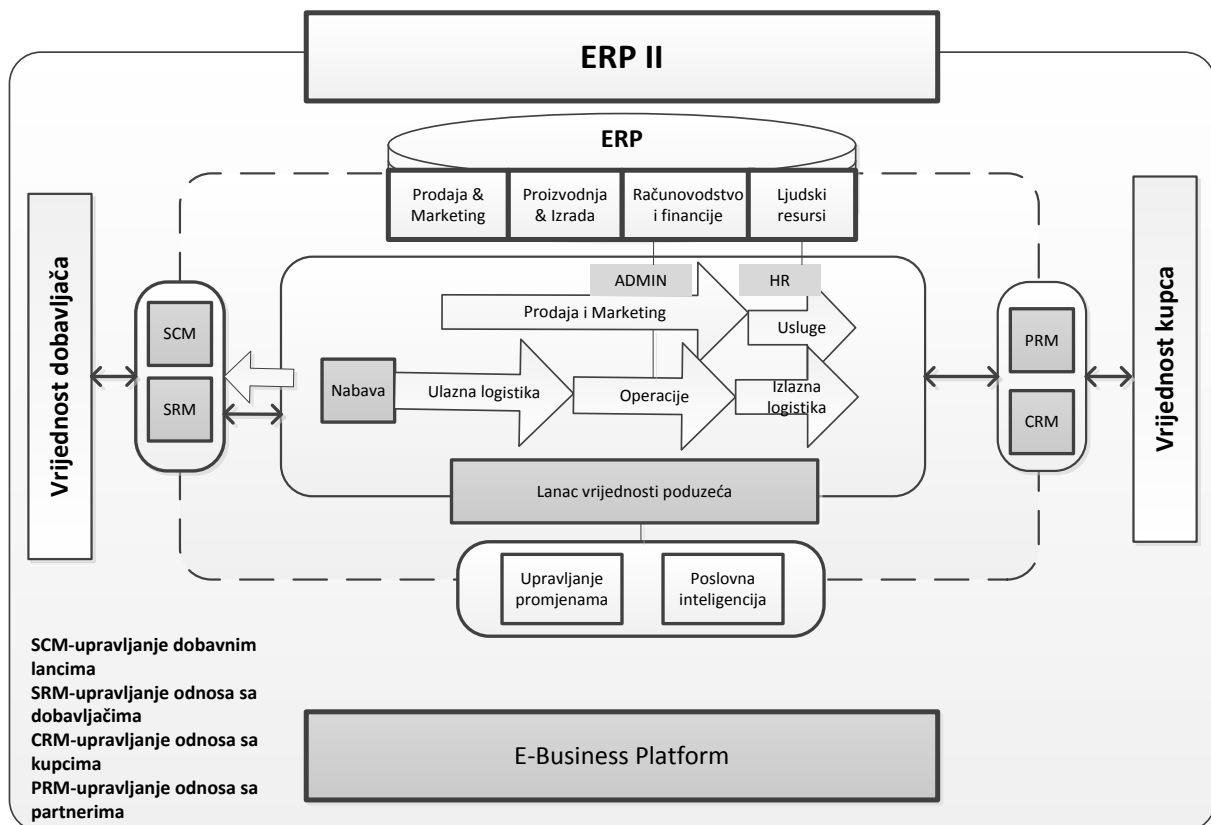 ERP II
ERP
Prodaja &
Marketing
Proizvodnja
& Izrada
Računovodstvo
i financije
Ljudski
resursi
Vrijednost dobavljača
SCM
SRM
ADMIN
HR
Prodaja i Marketing
Usluge
Nabava
Ulazna logistika
Operacije
Izlazna
logistika
Lanac vrijednosti poduzeća
PRM
CRM
Vrijednost kupca
Upravljanje
promjenama
Poslovna
inteligencija
SCM-upravljanje dobavnim
lancima
SRM-upravljanje odnosa sa
dobavljačima
CRM-upravljanje odnosa sa
kupcima
PRM-upravljanje odnosa sa
partnerima
E-Business Platform